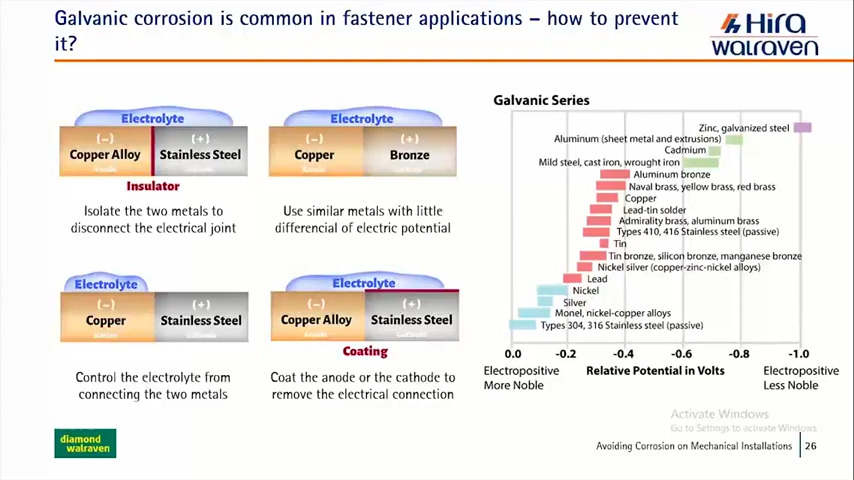 Galvanic corrosion is common in fastener applications – how to prevent
it?
Hira
walraven
Electrolyte
(−)
(+)
Copper Alloy
Stainless Steel
Insulator
Isolate the two metals to
disconnect the electrical joint
Electrolyte
(−)
(+)
Copper
Bronze
Use similar metals with little
differencial of electric potential
Electrolyte
(−)
(+)
Copper
Stainless Steel
Control the electrolyte from
connecting the two metals
Electrolyte
(−)
(+)
Copper Alloy
Stainless Steel
Coating
Coat the anode or the cathode to
remove the electrical connection
Galvanic Series
Zinc, galvanized steel
Aluminum (sheet metal and extrusions)
Cadmium
Mild steel, cast iron, wrought iron
Aluminum bronze
Naval brass, yellow brass, red brass
Copper
Lead-tin solder
Admirality brass, aluminum brass
Types 410, 416 Stainless steel (passive)
Tin
Tin bronze, silicon bronze, manganese bronze
Nickel silver (copper-zinc-nickel alloys)
Lead
Nickel
Silver
Monel, nickel-copper alloys
Types 304, 316 Stainless steel (passive)
0.0 -0.2 -0.4 -0.6 -0.8 -1.0
Electropositive
More Noble
Relative Potential in Volts
Electropositive
Less Noble
Activate Windows
Go to Settings to activate Windows.
diamond
walraven
Avoiding Corrosion on Mechanical Installations 26